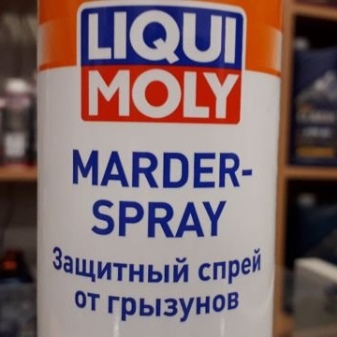 LIQUI
MOLY
MARDER-
SPRAY
Защитный спрей
от грызунов